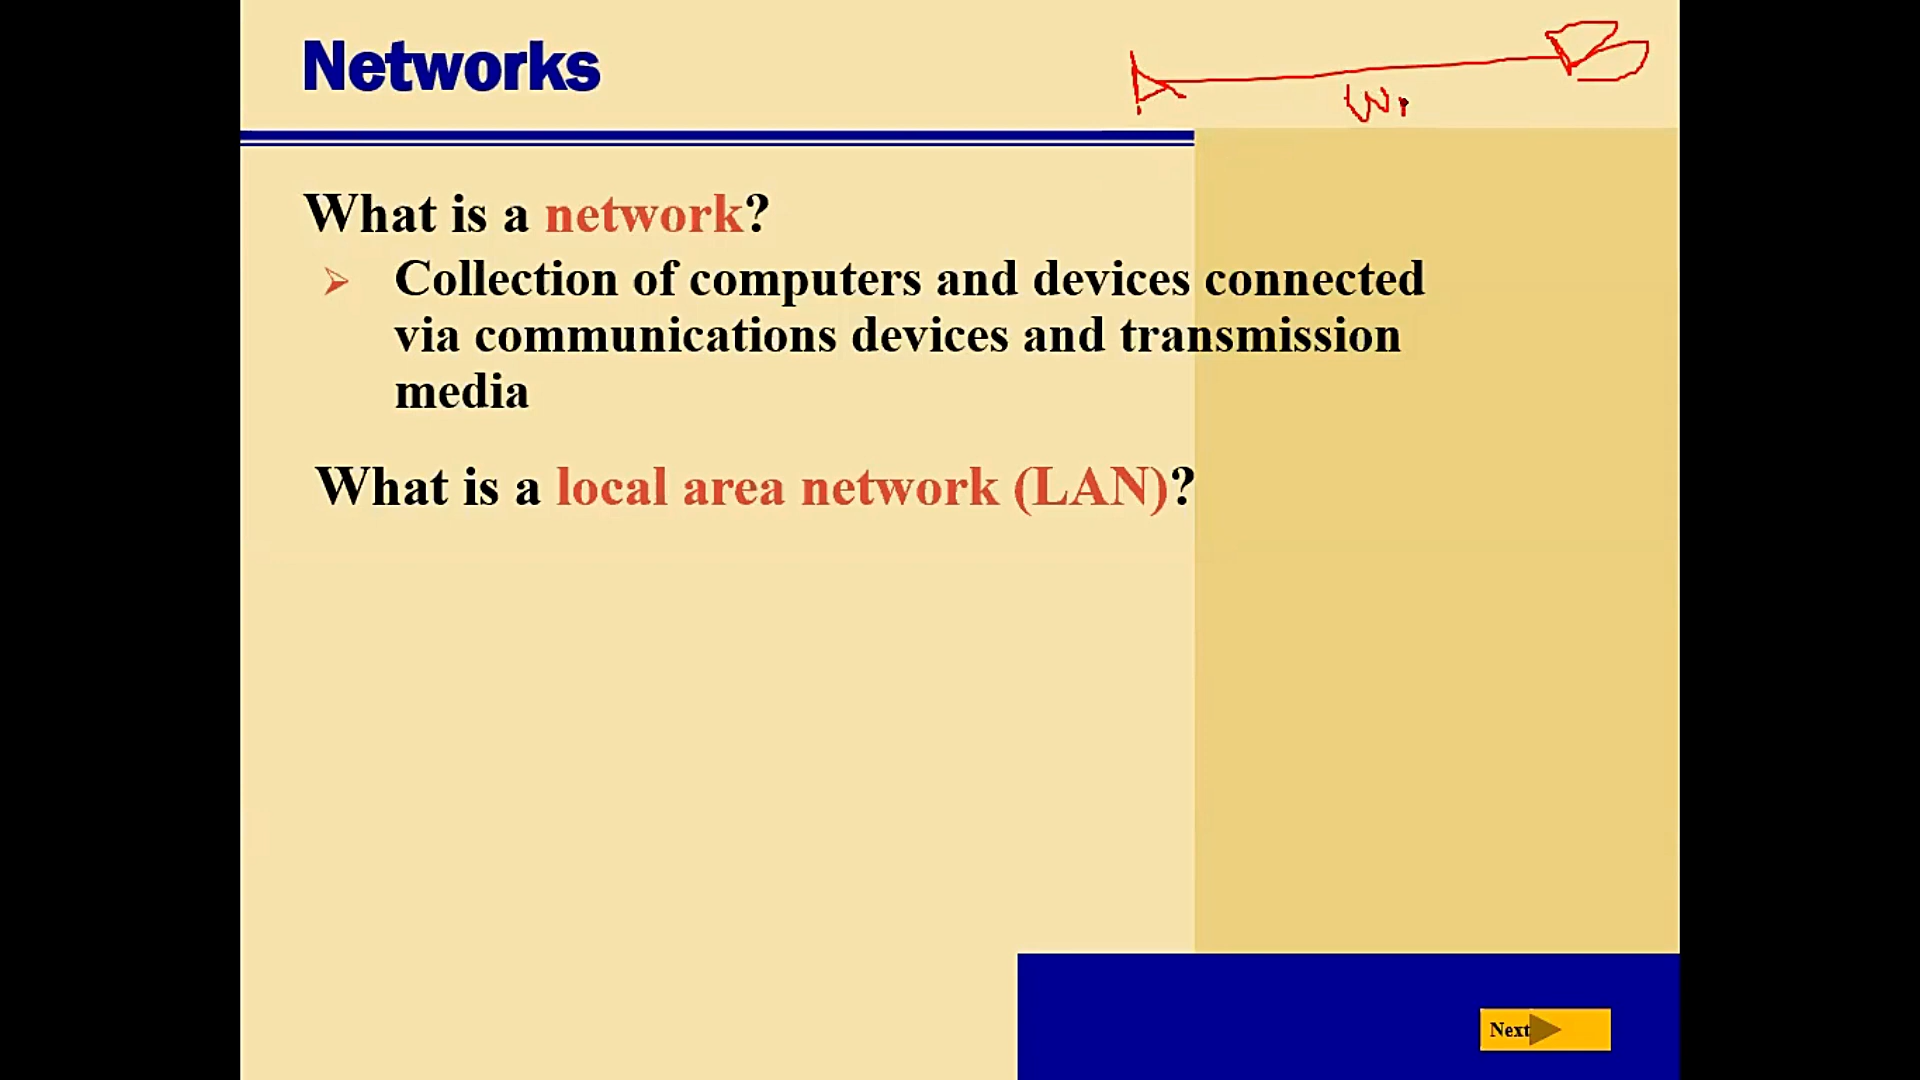 Networks
Wi
What is a network?
Collection of computers and devices connected
via communications devices and transmission
media
What is a local area network (LAN)?
Next